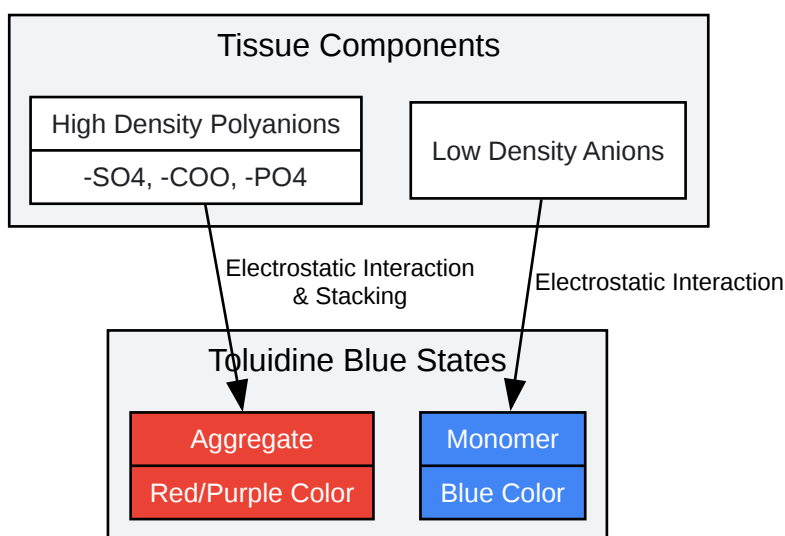 Tissue Components
High Density Polyanions
-SO4, -COO, -PO4
Low Density Anions
Electrostatic Interaction
& Stacking
Electrostatic Interaction
Toluidine Blue States
Aggregate
Red/Purple Color
Monomer
Blue Color